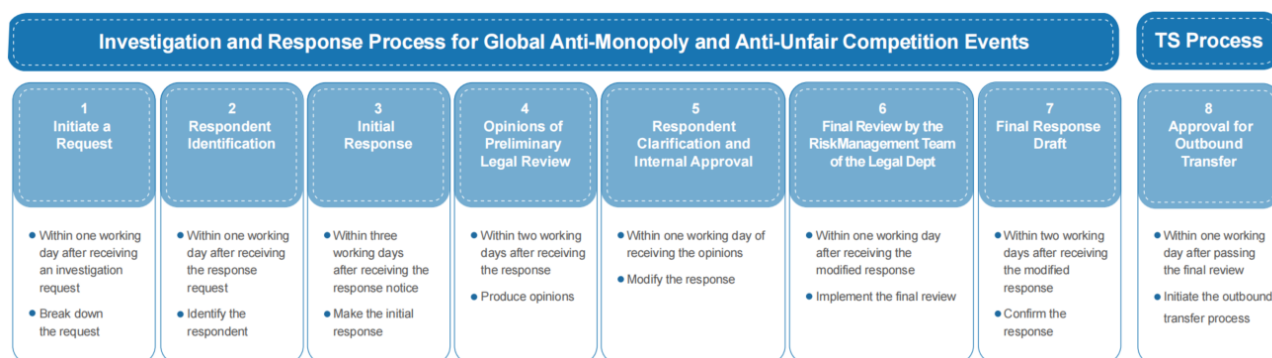 Investigation and Response Process for Global Anti-Monopoly and Anti-Unfair Competition Events
TS Process
1
Initiate a
Request
Within one working
day after receiving
an investigation
request
Break down
the request
2
Respondent
Identification
Within one working
day after receiving
the response
request
Identify the
respondent
3
Initial
Response
Within three
working days
after receiving the
response notice
Make the initial
response
4
Opinions of
Preliminary
Legal Review
Within two working
days after receiving
the response
Produce opinions
5
Respondent
Clarification and
Internal Approval
Within one working day of
receiving the opinions
Modify the response
6
Final Review by the
RiskManagement Team
of the Legal Dept
Within one working day
after receiving the
modified response
Implement the final review
7
Final Response
Draft
Within two working
days after receiving
the modified
response
Confirm the
response
8
Approval for
Outbound
Transfer
Within one working
day after passing
the final review
Initiate the outbound
transfer process